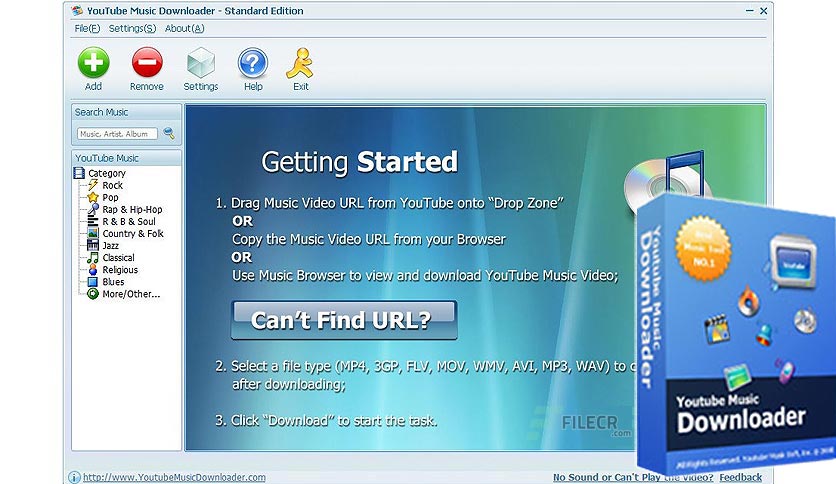 YouTube Music Downloader - Standard Edition
File(F) Settings(S) About(A)
Add Remove Settings Help Exit
Search Music
Music, Artist, Album
YouTube Music
Category
Rock
Pop
Rap & Hip-Hop
R & B & Soul
Country & Folk
Jazz
Classical
Religious
Blues
More/Other...
Getting Started
1. Drag Music Video URL from YouTube onto “Drop Zone”
OR
Copy the Music Video URL from your Browser
OR
Use Music Browser to view and download YouTube Music Video;
Can’t Find URL?
2. Select a file type (MP4, 3GP, FLV, MOV, WMV, AVI, MP3, WAV) to
after downloading;
3. Click “Download” to start the task.
FILECR
.com
http://www.YoutubeMusicDownloader.com
No Sound or Can't Play the Video? Feedback
Youtube Music
Downloader
Music Tool
NO.1
YouTube
Youtube Music
Downloader
All Rights Reserved. Youtube Music Soft, Inc.